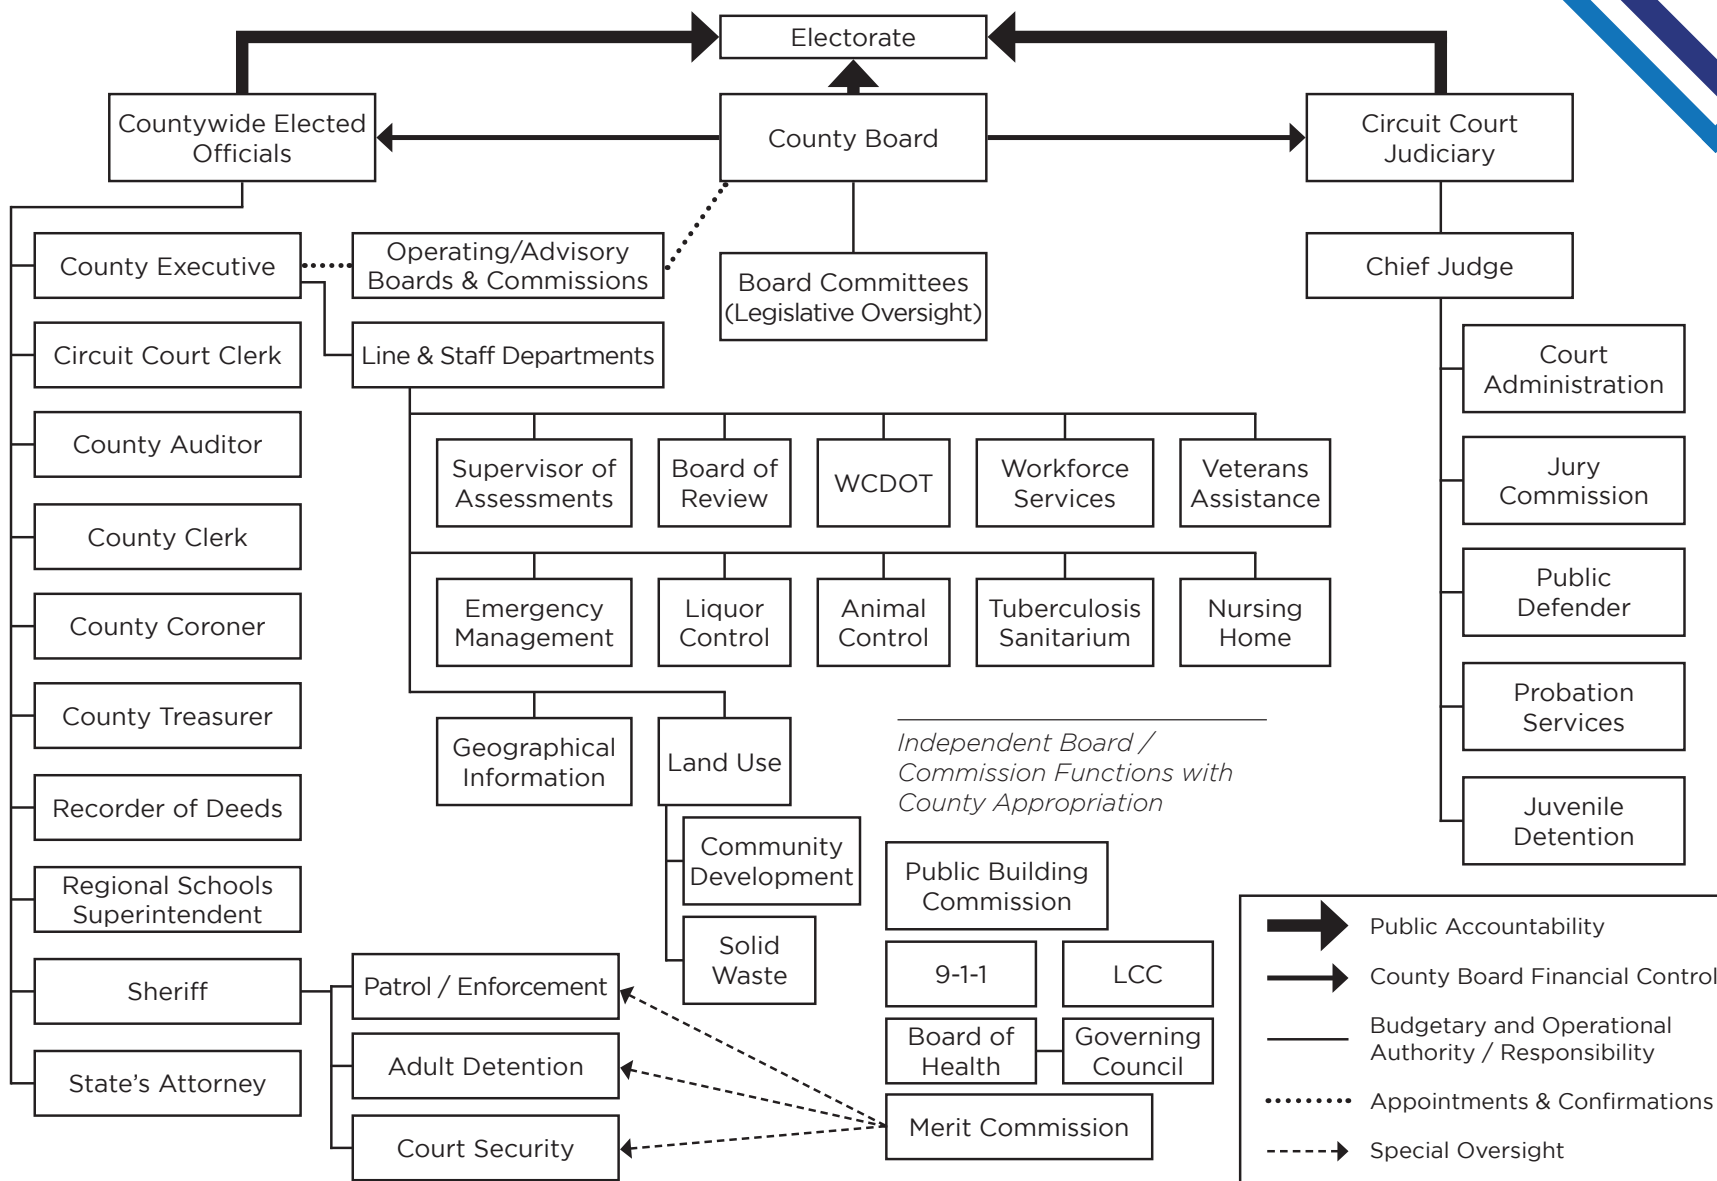 Electorate
Countywide Elected
Officials
County Board
Circuit Court
Judiciary
County Executive
Operating/Advisory
Boards & Commissions
Board Committees
(Legislative Oversight)
Chief Judge
Circuit Court Clerk
Line & Staff Departments
County Auditor
County Clerk
County Coroner
County Treasurer
Recorder of Deeds
Regional Schools
Superintendent
Sheriff
State’s Attorney
Supervisor of
Assessments
Board of
Review
WCDOT
Workforce
Services
Veterans
Assistance
Emergency
Management
Liquor
Control
Animal
Control
Tuberculosis
Sanitarium
Nursing
Home
Geographical
Information
Land Use
Community
Development
Solid
Waste
Patrol / Enforcement
Adult Detention
Court Security
Independent Board /
Commission Functions with
County Appropriation
Public Building
Commission
9-1-1
LCC
Board of
Health
Governing
Council
Merit Commission
Court
Administration
Jury
Commission
Public
Defender
Probation
Services
Juvenile
Detention
Public Accountability
County Board Financial Control
Budgetary and Operational
Authority / Responsibility
Appointments & Confirmations
Special Oversight